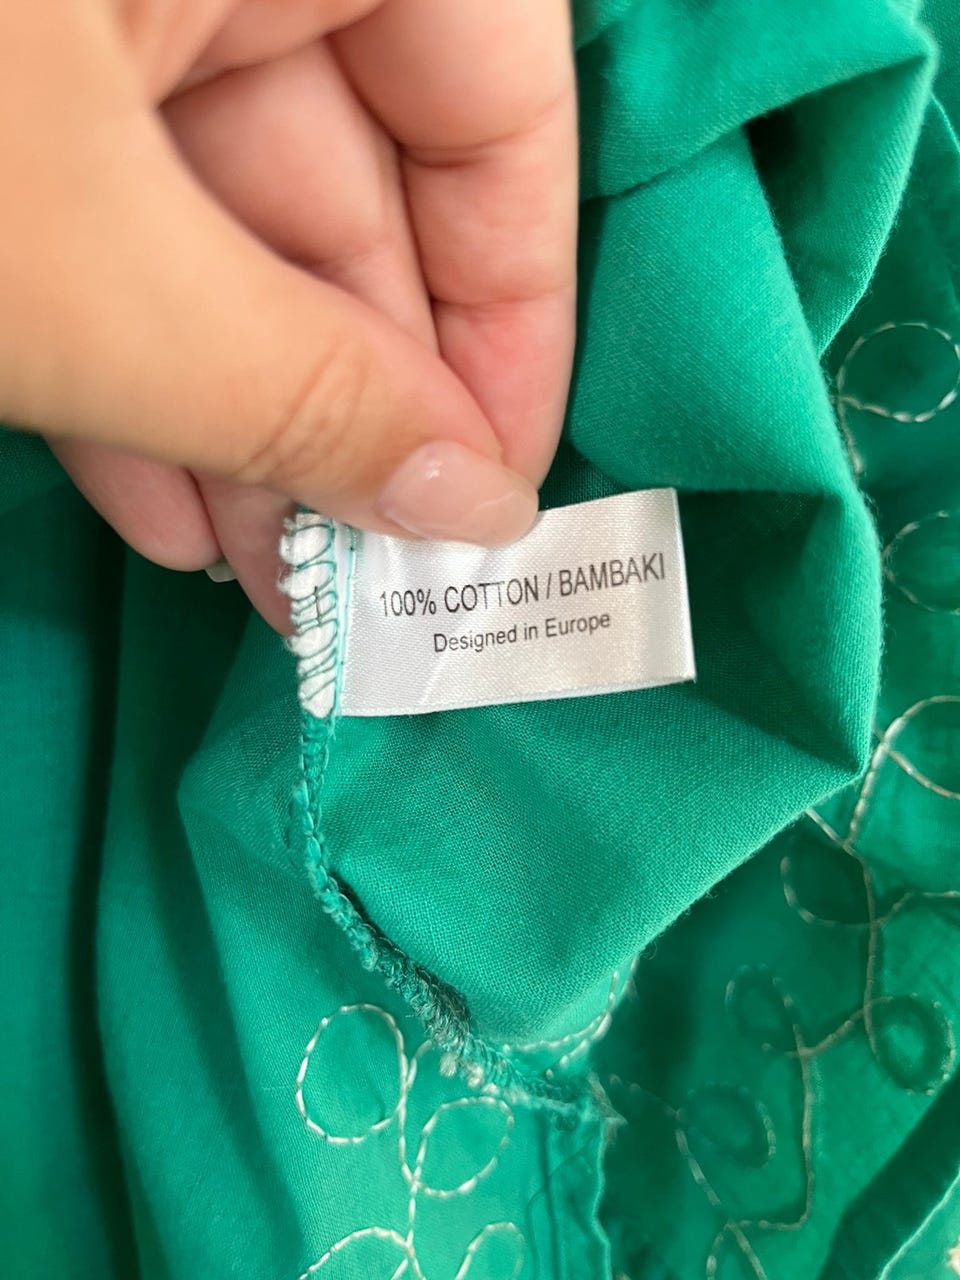 100% COTTON / BAMBAKI
Designed in Europe